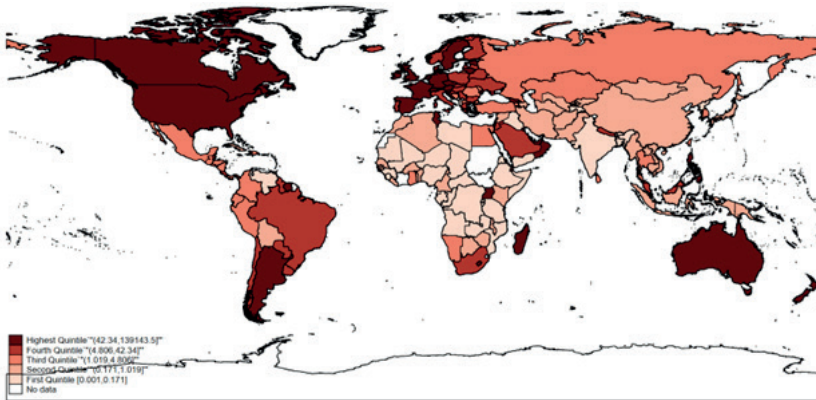 Highest Quintile¨"(42.34,139143.5]"'
Fourth Quintile¨"(4.806,42.34]"'
Third Quintile¨"(1.019,4.806]"'
Second Quintile¨"(0.171,1.019]"'
First Quintile [0.001,0.171]
No data